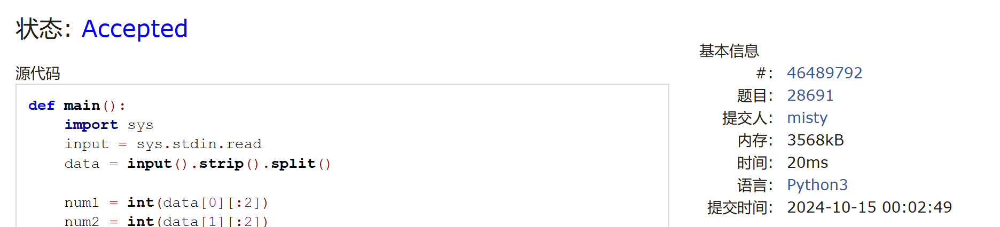 状态: Accepted
源代码
def main():
    import sys
    input = sys.stdin.read
    data = input().strip().split()

    num1 = int(data[0][:2])
    num2 = int(data[1][:2])
基本信息
#: 46489792
题目: 28691
提交人: misty
内存: 3568kB
时间: 20ms
语言: Python3
提交时间: 2024-10-15 00:02:49